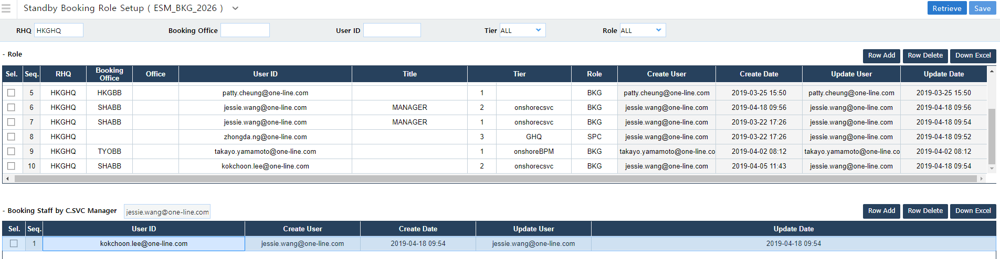 Standby Booking Role Setup ( ESM_BKG_2026 )
Retrieve Save
RHQ HKGHQ Booking Office User ID Tier ALL Role ALL
- Role
Row Add Row Delete Down Excel
Sel. Seq. RHQ Booking Office Office User ID Title Tier Role Create User Create Date Update User Update Date
5 HKGHQ HKGBB patty.cheung@one-line.com 1 BKG patty.cheung@one-line.com 2019-03-25 15:50 patty.cheung@one-line.com 2019-03-25 15:50
6 HKGHQ SHABB jessie.wang@one-line.com MANAGER 2 onshorecsvc BKG jessie.wang@one-line.com 2019-04-18 09:56 jessie.wang@one-line.com 2019-04-18 09:56
7 HKGHQ SHABB jessie.wang@one-line.com MANAGER 1 onshorecsvc BKG jessie.wang@one-line.com 2019-03-22 17:26 jessie.wang@one-line.com 2019-04-18 09:54
8 HKGHQ zhongda.ng@one-line.com 3 GHQ SPC jessie.wang@one-line.com 2019-03-22 17:26 jessie.wang@one-line.com 2019-04-18 09:52
9 HKGHQ TYOBB takayo.yamamoto@one-line.com 1 onshoreBPM BKG takayo.yamamoto@one-line.co 2019-04-02 08:12 takayo.yamamoto@one-line.co 2019-04-02 08:12
10 HKGHQ SHABB kokchoon.lee@one-line.com 2 onshorecsvc BKG jessie.wang@one-line.com 2019-04-05 11:43 jessie.wang@one-line.com 2019-04-18 09:54
- Booking Staff by C.SVC Manager jessie.wang@one-line.com
Row Add Row Delete Down Excel
Sel. Seq. User ID Create User Create Date Update User Update Date
1 kokchoon.lee@one-line.com jessie.wang@one-line.com 2019-04-18 09:54 jessie.wang@one-line.com 2019-04-18 09:54